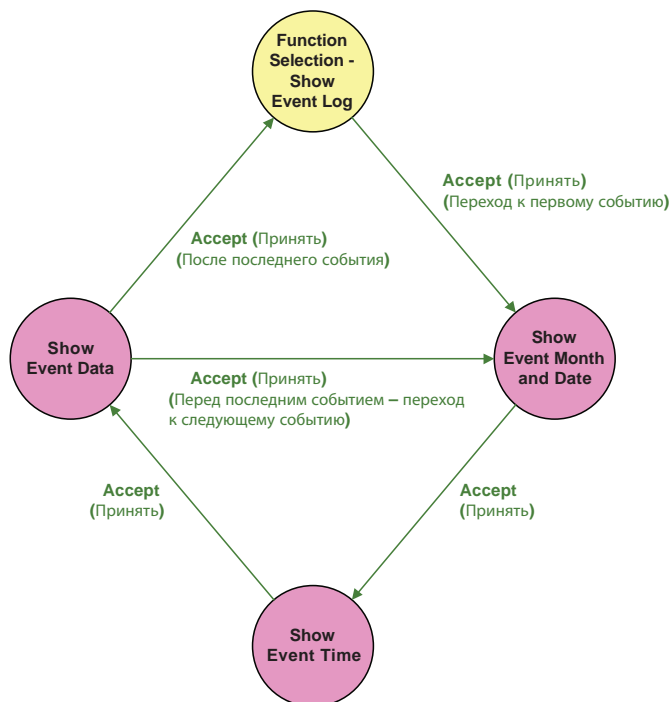 Function
Selection -
Show
Event Log
Accept (Принять)
(Переход к первому событию)
Accept (Принять)
(После последнего события)
Show
Event Data
Show
Event Month
and Date
Accept (Принять)
(Перед последним событием – переход
к следующему событию)
Accept
(Принять)
Accept
(Принять)
Show
Event Time